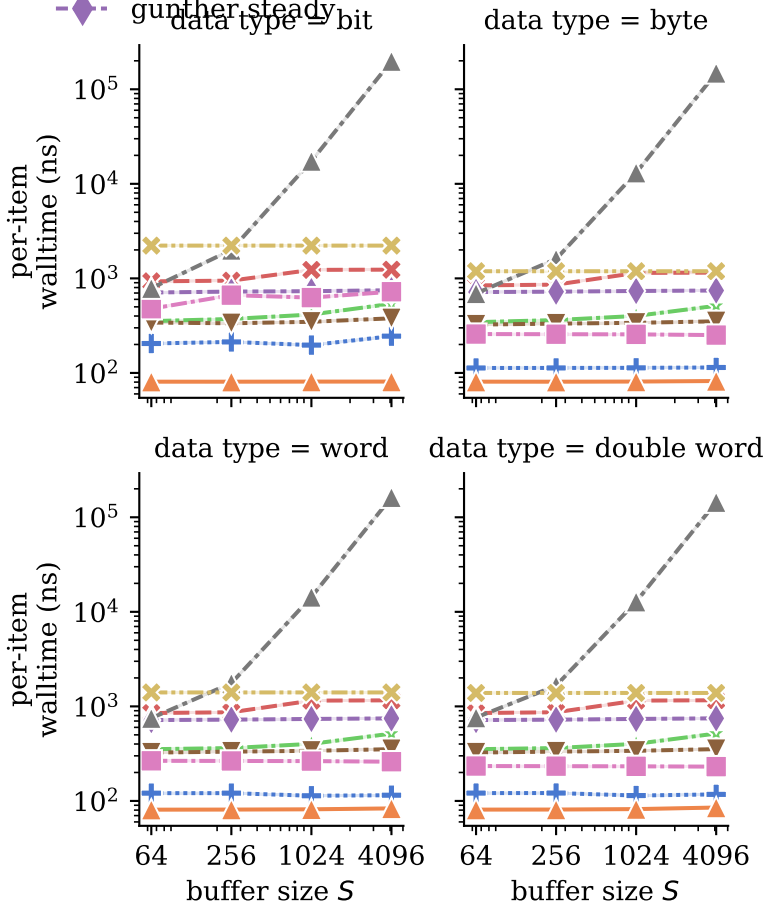 gunther steady
data type = bit
data type = byte
per-item
walltime (ns)
10⁵
10⁴
10³
10²
data type = word
data type = double word
per-item
walltime (ns)
10⁵
10⁴
10³
10²
64 256 1024 4096
64 256 1024 4096
buffer size S
buffer size S